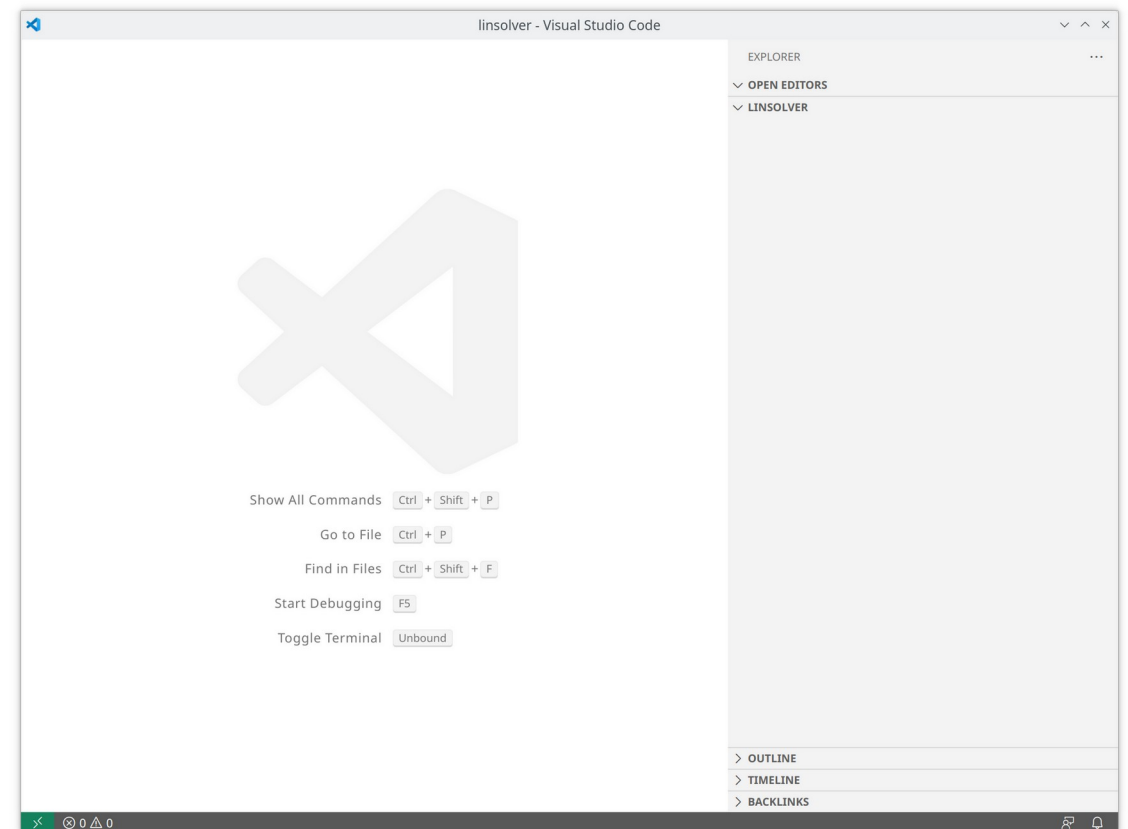 linsolver - Visual Studio Code
EXPLORER
OPEN EDITORS
LINSOLVER
Show All Commands Ctrl + Shift + P
Go to File Ctrl + P
Find in Files Ctrl + Shift + F
Start Debugging F5
Toggle Terminal Unbound
OUTLINE
TIMELINE
BACKLINKS
0 0